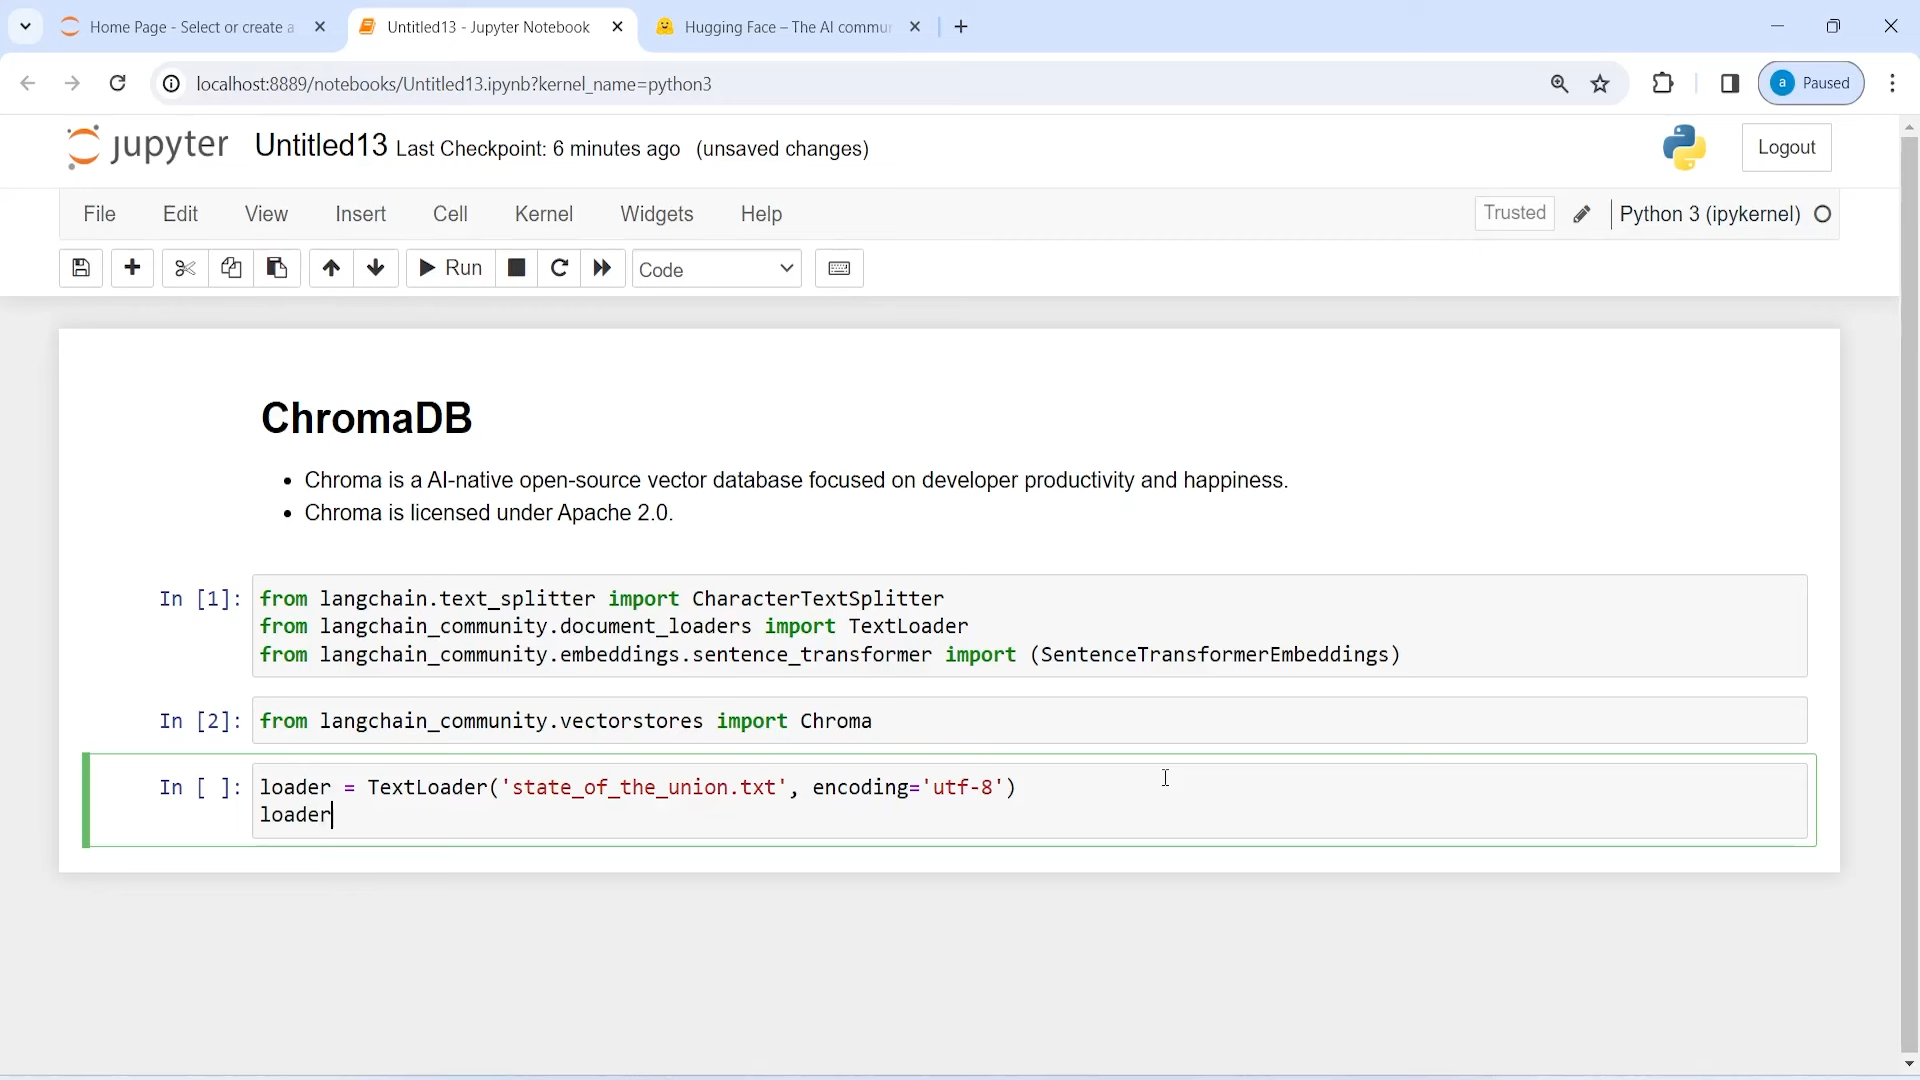 Home Page - Select or create a
Untitled13 - Jupyter Notebook
Hugging Face – The AI commun
localhost:8889/notebooks/Untitled13.ipynb?kernel_name=python3
a Paused
jupyter Untitled13 Last Checkpoint: 6 minutes ago (unsaved changes)
Logout
File Edit View Insert Cell Kernel Widgets Help
Trusted Python 3 (ipykernel)
Run Code
ChromaDB
• Chroma is a AI-native open-source vector database focused on developer productivity and happiness.
• Chroma is licensed under Apache 2.0.
In [1]: from langchain.text_splitter import CharacterTextSplitter
from langchain_community.document_loaders import TextLoader
from langchain_community.embeddings.sentence_transformer import (SentenceTransformerEmbeddings)
In [2]: from langchain_community.vectorstores import Chroma
In [ ]: loader = TextLoader('state_of_the_union.txt', encoding='utf-8')
loader